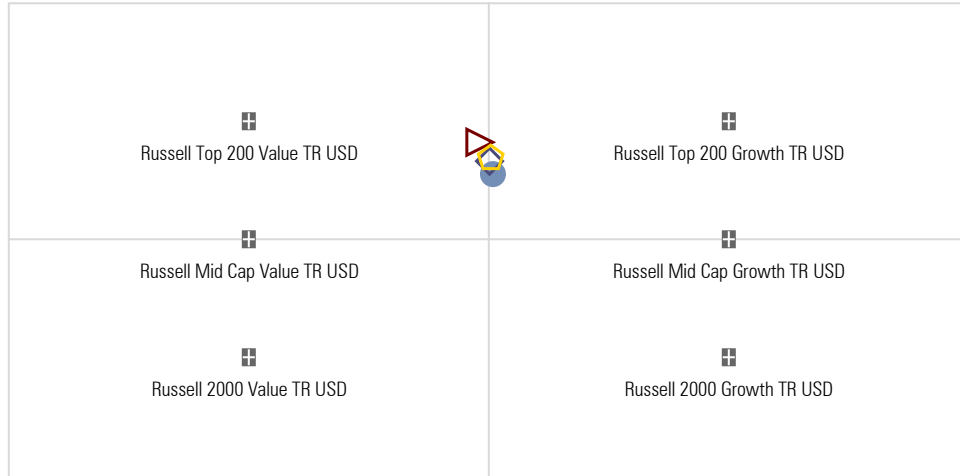 Russell Top 200 Value TR USD
Russell Top 200 Growth TR USD
Russell Mid Cap Value TR USD
Russell Mid Cap Growth TR USD
Russell 2000 Value TR USD
Russell 2000 Growth TR USD